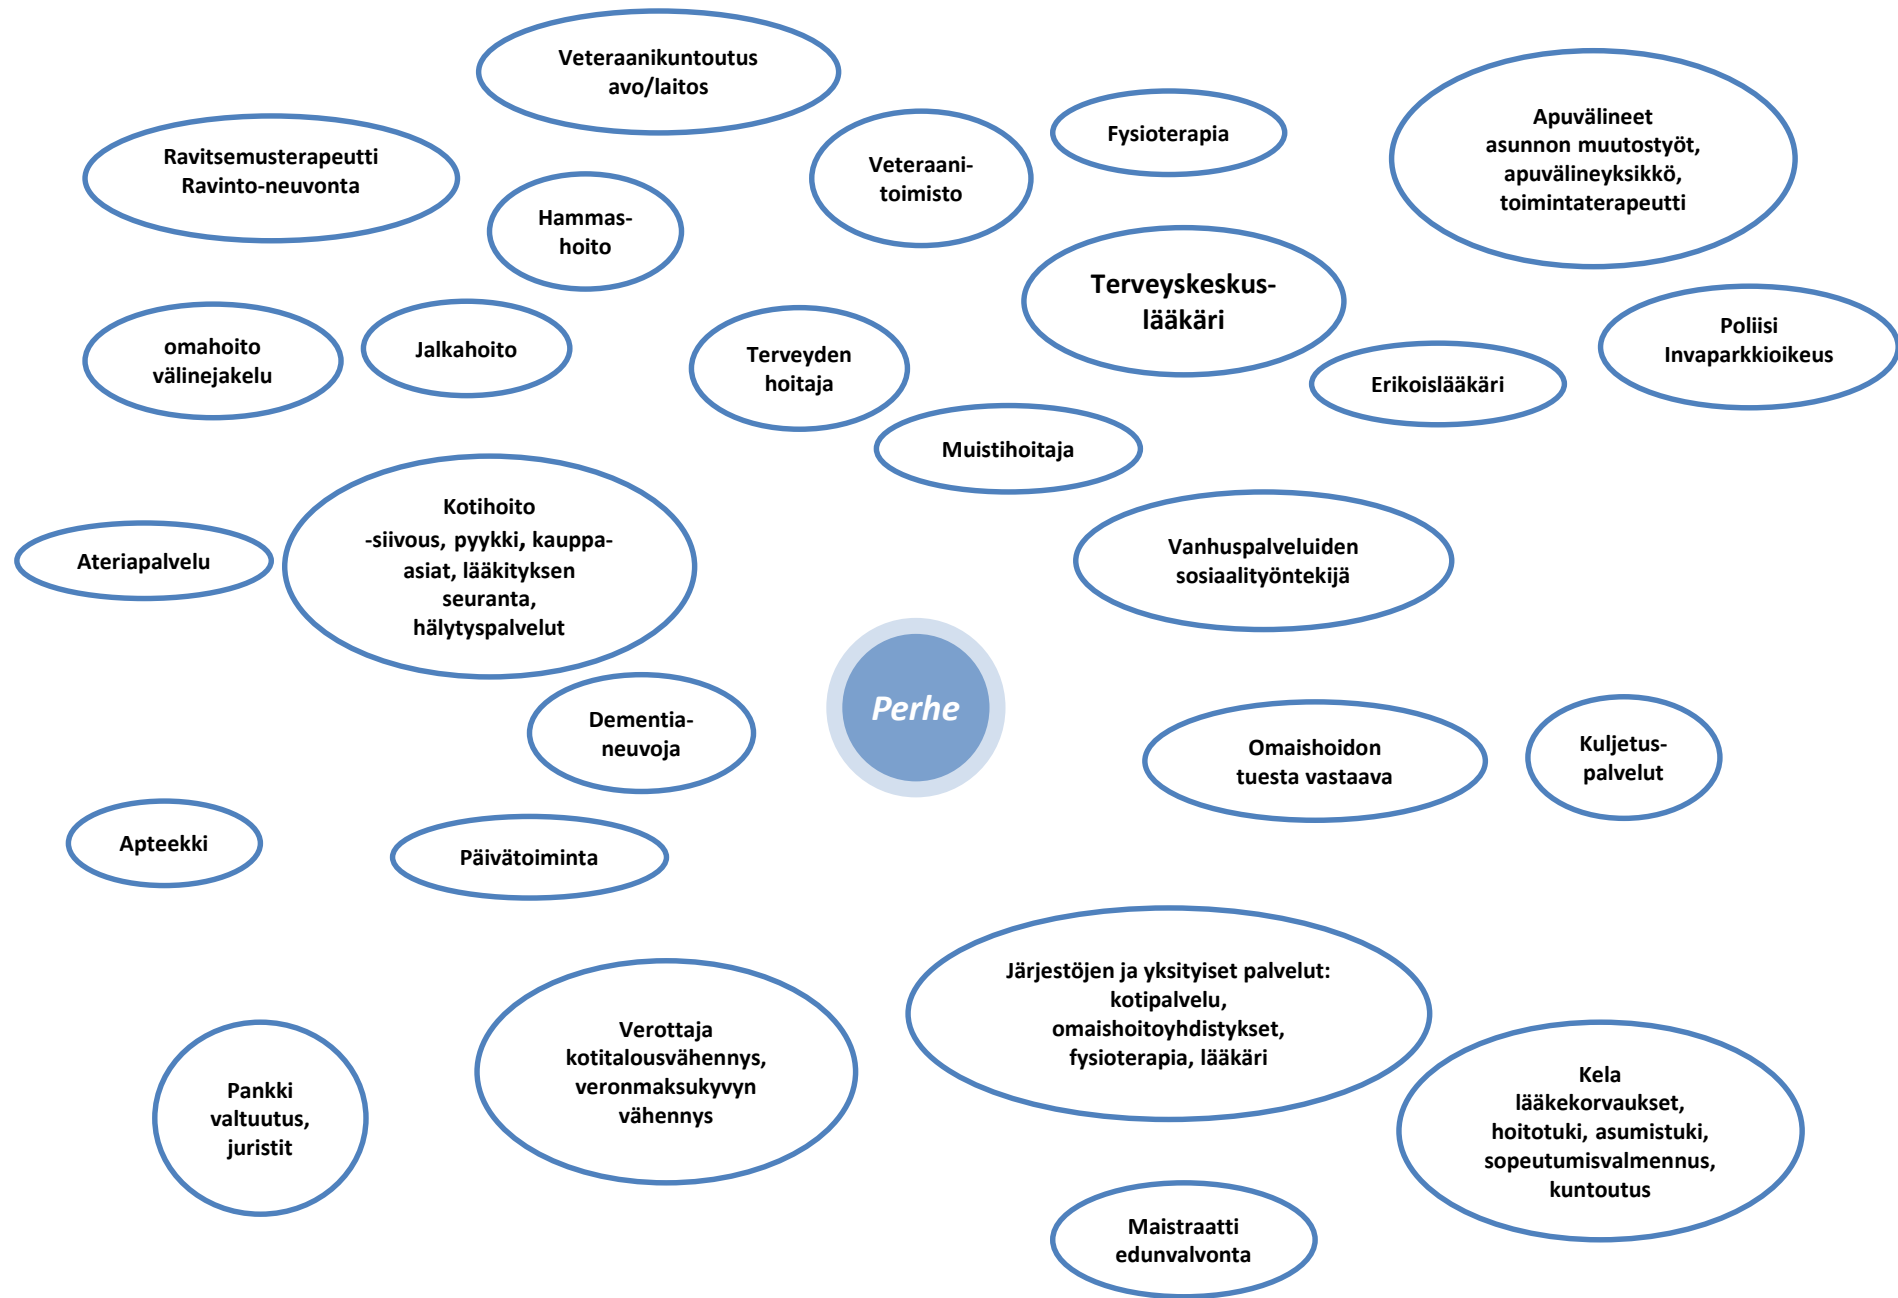 Veteraanikuntoutus
avo/laitos
Ravitsemusterapeutti
Ravinto-neuvonta
Hammas-
hoito
Veteraani-
toimisto
Fysioterapia
Apuvälineet
asunnon muutostyöt,
apuvälineyksikkö,
toimintaterapeutti
Terveyskeskus-
lääkäri
omahoito
välinejakelu
Jalkahoito
Terveyden
hoitaja
Erikoislääkäri
Poliisi
Invaparkkioikeus
Muistihoitaja
Kotihoito
-siivous, pyykki, kauppa-
asiat, lääkityksen
seuranta,
hälytyspalvelut
Ateriapalvelu
Vanhuspalveluiden
sosiaalityöntekijä
Perhe
Dementia-
neuvoja
Omaishoidon
tuesta vastaava
Kuljetus-
palvelut
Apteekki
Päivätoiminta
Järjestöjen ja yksityiset palvelut:
kotipalvelu,
omaishoitoyhdistykset,
fysioterapia, lääkäri
Verottaja
kotitalousvähennys,
veronmaksukyvyn
vähennys
Pankki
valtuutus,
juristit
Kela
lääkekorvaukset,
hoitotuki, asumistuki,
sopeutumisvalmennus,
kuntoutus
Maistraatti
edunvalvonta